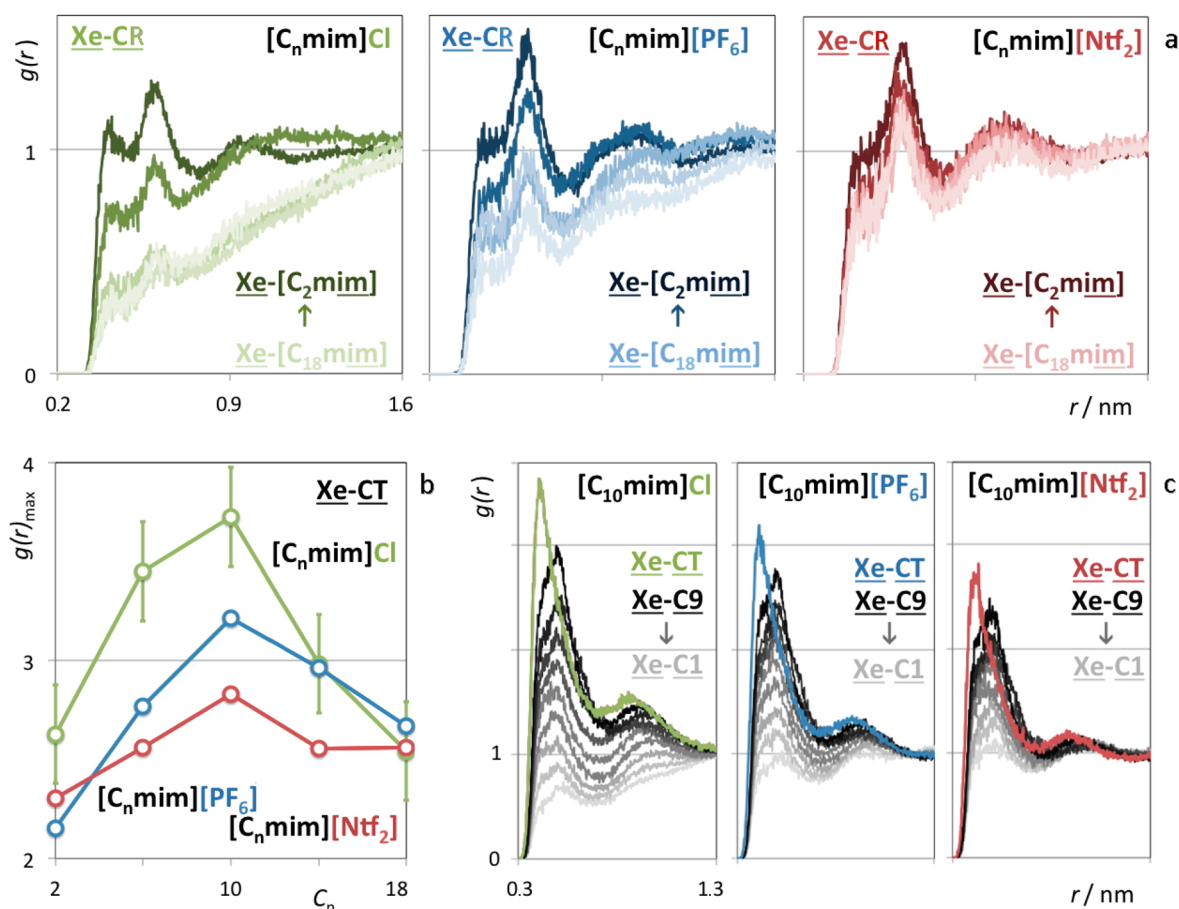 Xe-CR
[Cnmim]Cl
Xe-CR
[Cnmim][PF6]
Xe-CR
[Cnmim][Ntf2]
a
g(r)
1
Xe-[C2mim]
↑
Xe-[C18mim]
Xe-[C2mim]
↑
Xe-[C18mim]
Xe-[C2mim]
↑
Xe-[C18mim]
0
0.2
0.9
1.6
r / nm
4
Xe-CT
b
g(r)max
[Cnmim]Cl
3
[Cnmim][PF6]
[Cnmim][Ntf2]
2
2
10
18
Cn
g(r)
[C10mim]Cl
[C10mim][PF6]
[C10mim][Ntf2]
c
Xe-CT
Xe-C9
↓
Xe-C1
Xe-CT
Xe-C9
↓
Xe-C1
Xe-CT
Xe-C9
↓
Xe-C1
1
0
0.3
1.3
r / nm